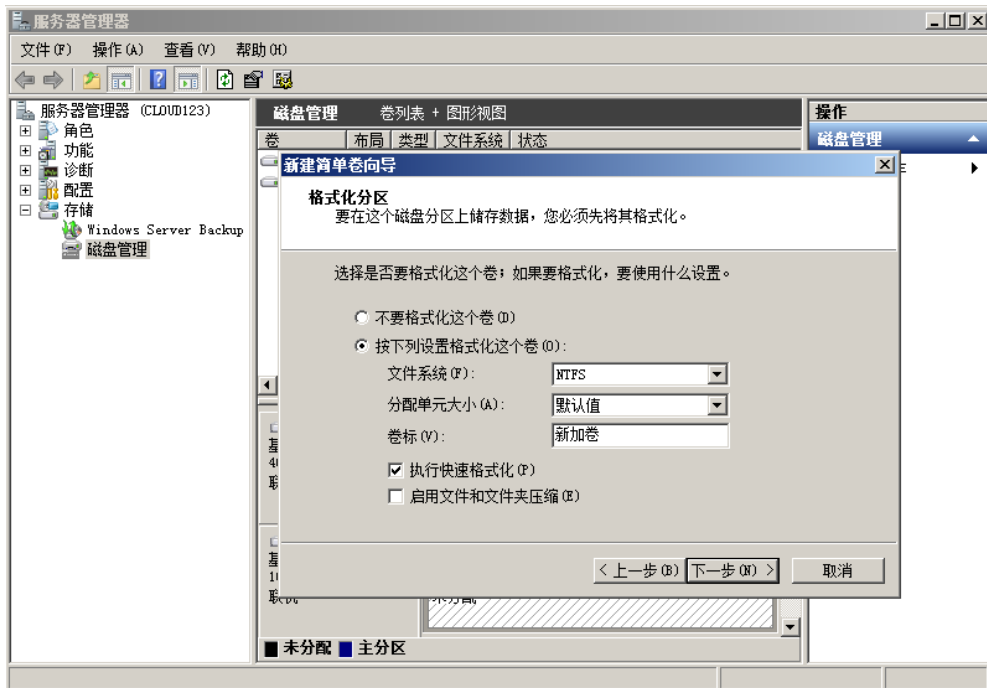 服务器管理器
文件(F) 操作(A) 查看(V) 帮助(H)
服务器管理器 (CLOUD123)
角色
功能
诊断
配置
存储
Windows Server Backup
磁盘管理
磁盘管理 卷列表 + 图形视图
卷 布局 类型 文件系统 状态
操作
磁盘管理
新建简单卷向导
格式化分区
要在这个磁盘分区上储存数据，您必须先将其格式化。
选择是否要格式化这个卷；如果要格式化，要使用什么设置。
不要格式化这个卷(D)
按下列设置格式化这个卷(O):
文件系统(F): NTFS
分配单元大小(A): 默认值
卷标(V): 新加卷
执行快速格式化(P)
启用文件和文件夹压缩(E)
< 上一步(B) 下一步(N) > 取消
未分配 主分区